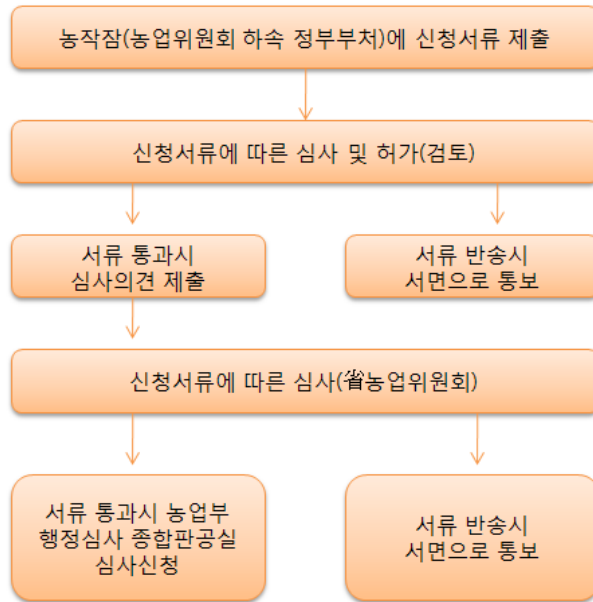 농작잠(농업위원회 하속 정부부처)에 신청서류 제출
신청서류에 따른 심사 및 허가(검토)
서류 통과시
심사의견 제출
서류 반송시
서면으로 통보
신청서류에 따른 심사(省농업위원회)
서류 통과시 농업부
행정심사 종합판공실
심사신청
서류 반송시
서면으로 통보